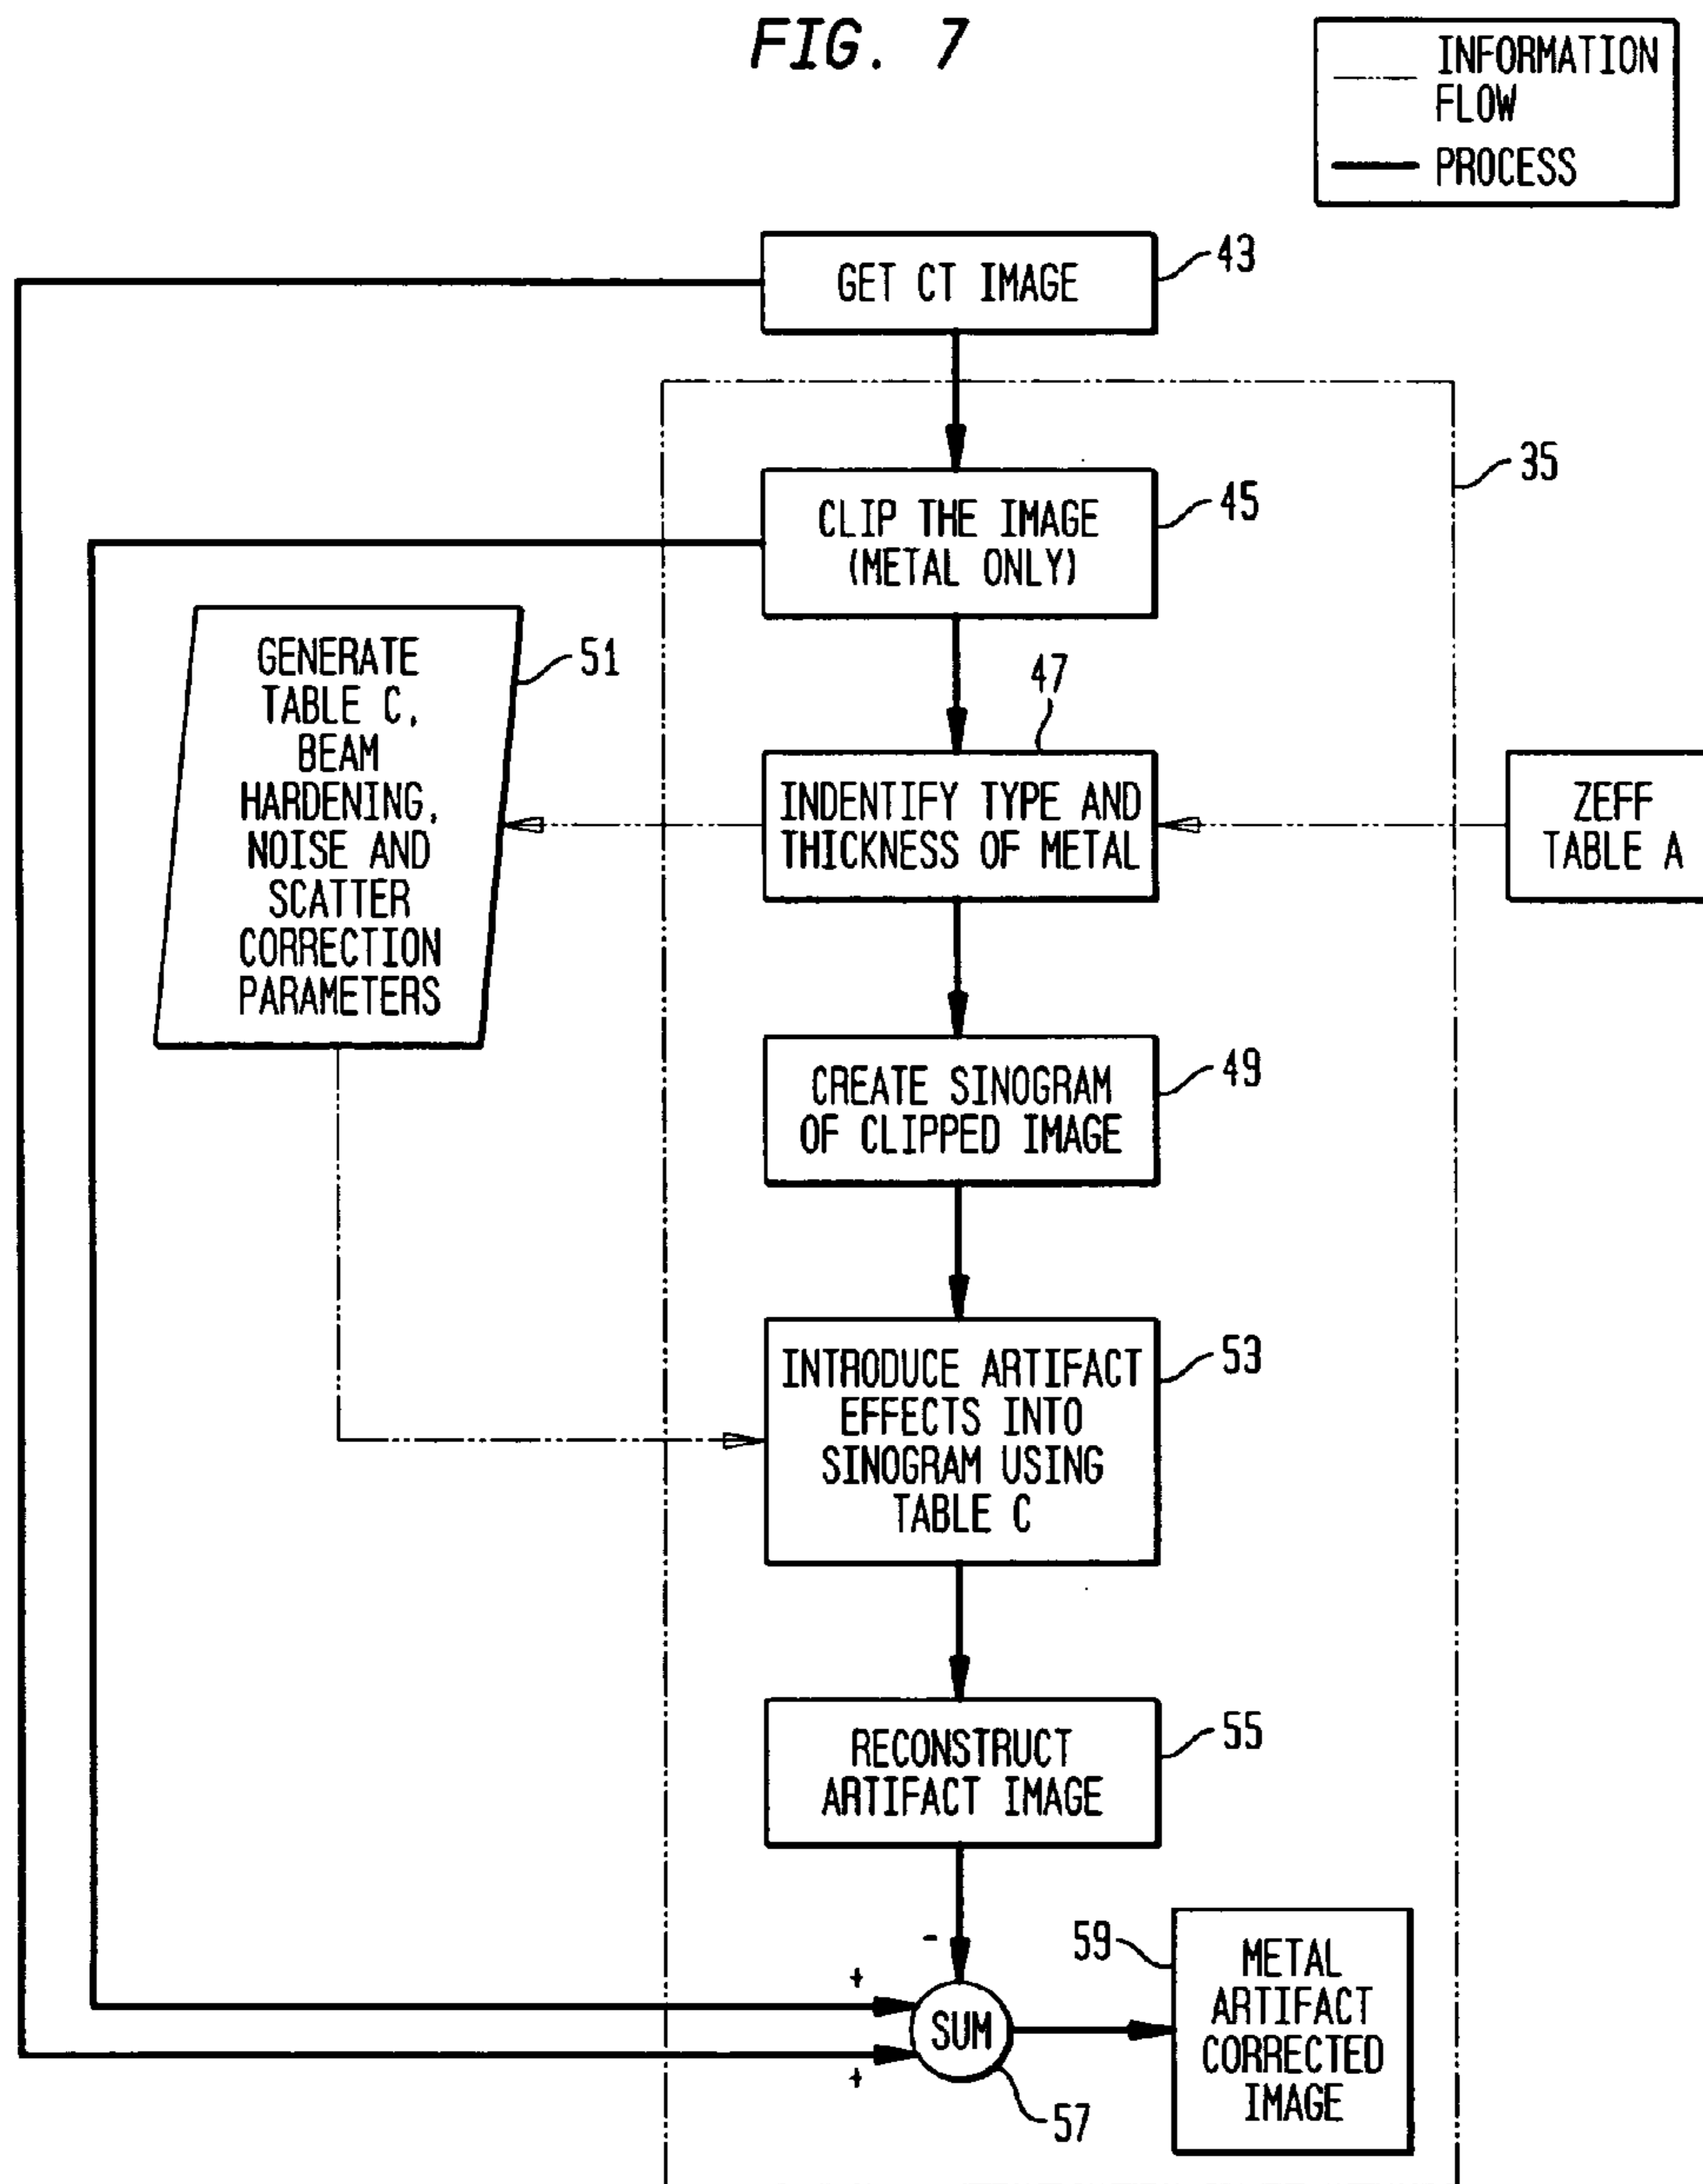 FIG. 7
INFORMATION
FLOW
PROCESS
GET CT IMAGE
43
35
CLIP THE IMAGE
(METAL ONLY)
45
GENERATE
TABLE C,
BEAM
HARDENING,
NOISE AND
SCATTER
CORRECTION
PARAMETERS
51
47
INDENTIFY TYPE AND
THICKNESS OF METAL
ZEFF
TABLE A
CREATE SINOGRAM
OF CLIPPED IMAGE
49
INTRODUCE ARTIFACT
EFFECTS INTO
SINOGRAM USING
TABLE C
53
RECONSTRUCT
ARTIFACT IMAGE
55
-
+
+
SUM
57
59
METAL
ARTIFACT
CORRECTED
IMAGE